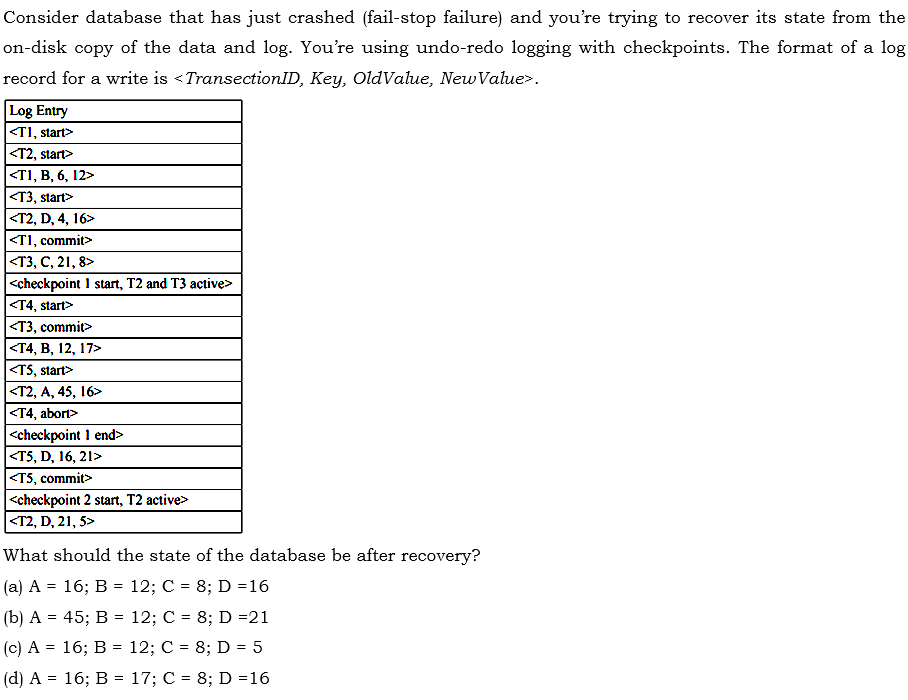 Consider database that has just crashed (fail-stop failure) and you're trying to recover its state from the
on-disk copy of the data and log. You're using undo-redo logging with checkpoints. The format of a log
record for a write is <TransectionID, Key, OldValue, NewValue>.
Log Entry
<T1, start>
<T2, start>
<T1, B, 6, 12>
<T3, start>
<T2, D, 4, 16>
<T1, commit>
<T3, C, 21, 8>
<checkpoint 1 start, T2 and T3 active>
<T4, start>
<T3, commit>
<T4, B, 12, 17>
<T5, start>
<T2, A, 45, 16>
<T4, abort>
<checkpoint 1 end>
<T5, D, 16, 21>
<T5, commit>
<checkpoint 2 start, T2 active>
<T2, D, 21, 5>
What should the state of the database be after recovery?
(a) A = 16; B = 12; C = 8; D =16
(b) A = 45; B = 12; C = 8; D =21
(c) A = 16; B = 12; C = 8; D = 5
(d) A = 16; B = 17; C = 8; D =16